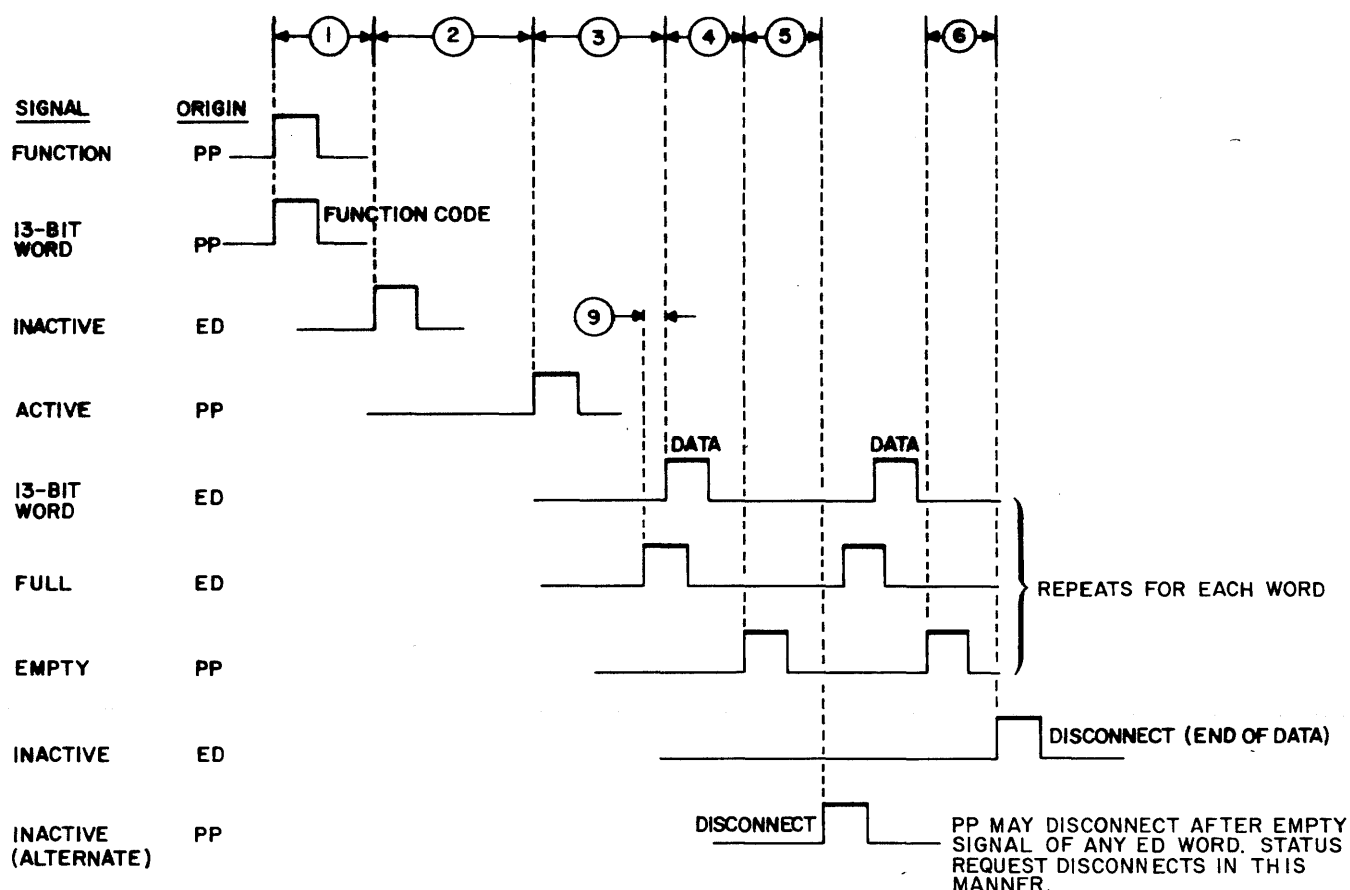 1 2 3 4 5 6
SIGNAL ORIGIN
FUNCTION PP
13-BIT WORD PP FUNCTION CODE
INACTIVE ED
9
ACTIVE PP
DATA DATA
13-BIT WORD ED
FULL ED
REPEATS FOR EACH WORD
EMPTY PP
INACTIVE ED DISCONNECT (END OF DATA)
INACTIVE (ALTERNATE) PP DISCONNECT
PP MAY DISCONNECT AFTER EMPTY
SIGNAL OF ANY ED WORD. STATUS
REQUEST DISCONNECTS IN THIS
MANNER.